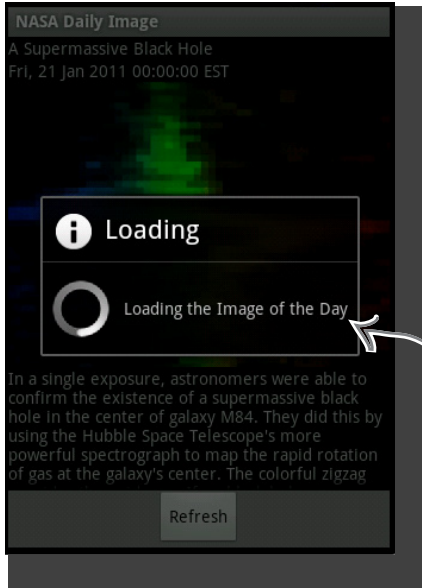 NASA Daily Image
A Supermassive Black Hole
Fri, 21 Jan 2011 00:00:00 EST
Loading
Loading the Image of the Day
In a single exposure, astronomers were able to
confirm the existence of a supermassive black
hole in the center of galaxy M84. They did this by
using the Hubble Space Telescope's more
powerful spectrograph to map the rapid rotation
of gas at the galaxy's center. The colorful zigzag
Refresh